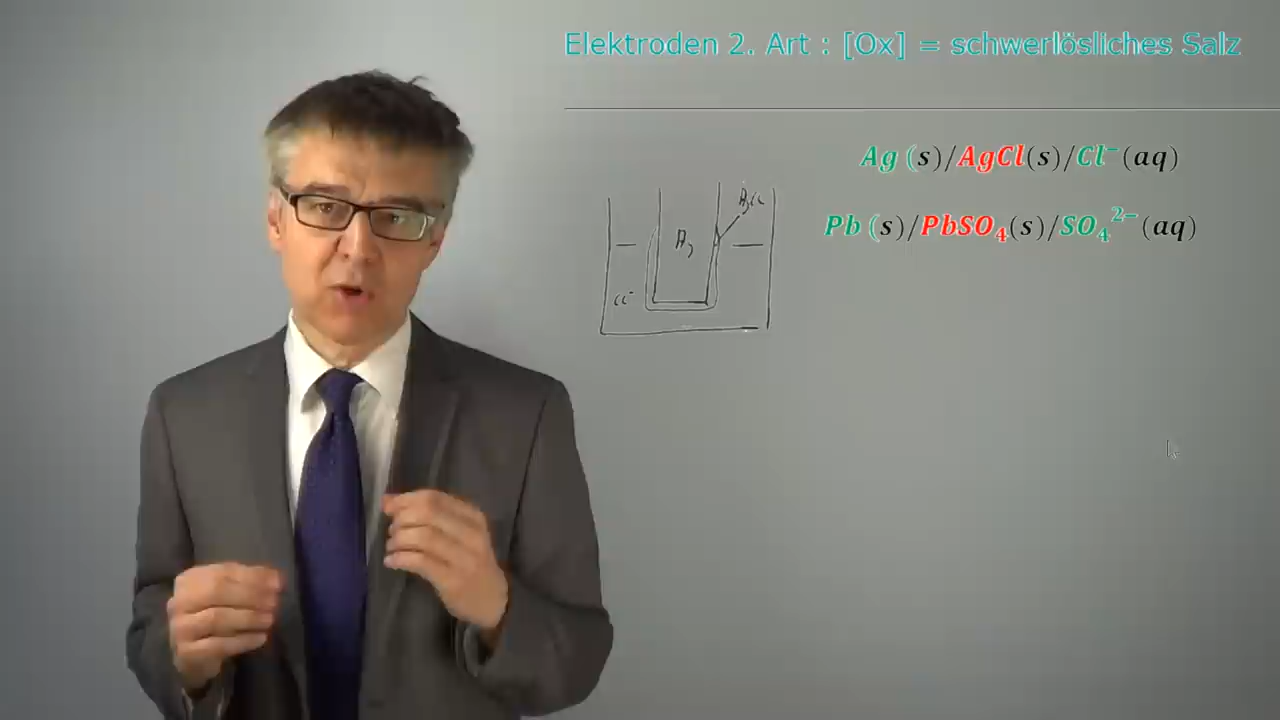 Elektroden 2. Art : [Ox] = schwerlösliches Salz
Ag (s)/AgCl(s)/Cl⁻(aq)
Pb (s)/PbSO₄(s)/SO₄²⁻(aq)
AgCl
Ag
Cl⁻